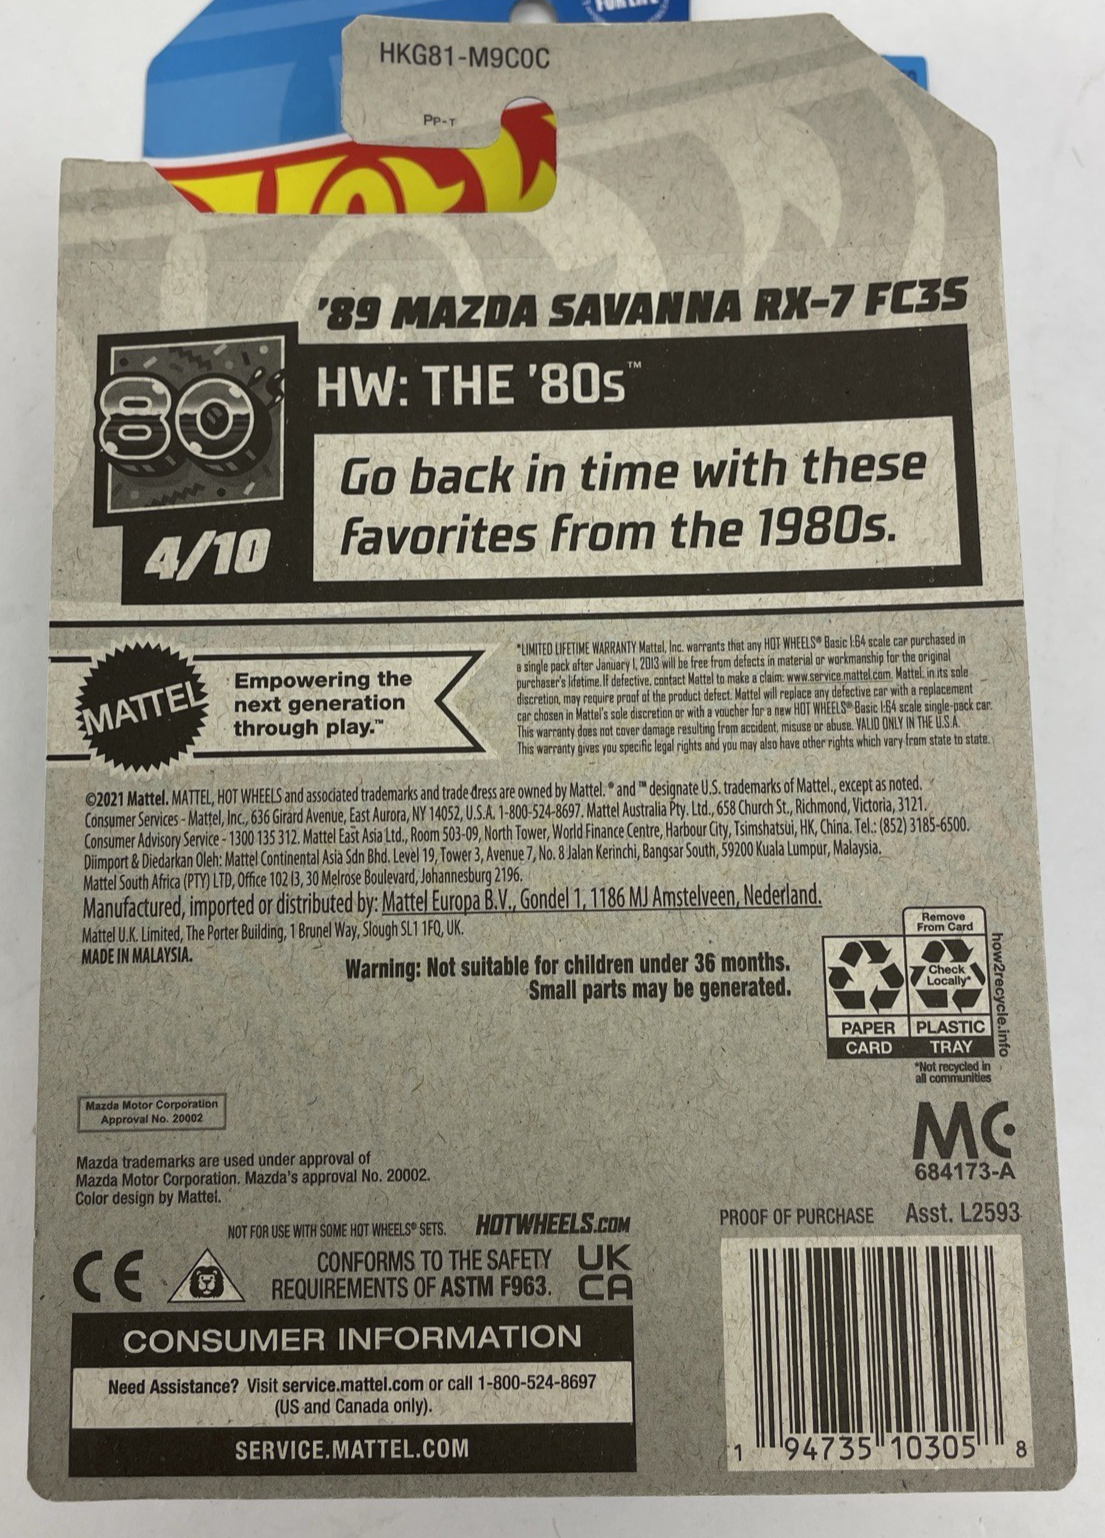 HKG81-M9C0C
PP-T
'89 MAZDA SAVANNA RX-7 FC3S
80's
HW: THE '80s™
Go back in time with these
favorites from the 1980s.
4/10
MATTEL
Empowering the
next generation
through play.™
*LIMITED LIFETIME WARRANTY Mattel, Inc. warrants that any HOT WHEELS® Basic 1:64 scale car purchased in
a single pack after January 1, 2013 will be free from defects in material or workmanship for the original
purchaser's lifetime. If defective, contact Mattel to make a claim: www.service.mattel.com. Mattel, in its sole
discretion, may require proof of the product defect. Mattel will replace any defective car with a replacement
car chosen in Mattel's sole discretion or with a voucher for a new HOT WHEELS® Basic 1:64 scale single-pack car.
This warranty does not cover damage resulting from accident, misuse or abuse. VALID ONLY IN THE U.S.A.
This warranty gives you specific legal rights and you may also have other rights which vary from state to state.
©2021 Mattel. MATTEL, HOT WHEELS and associated trademarks and trade dress are owned by Mattel. ® and ™ designate U.S. trademarks of Mattel., except as noted.
Consumer Services - Mattel, Inc., 636 Girard Avenue, East Aurora, NY 14052, U.S.A. 1-800-524-8697. Mattel Australia Pty. Ltd., 658 Church St., Richmond, Victoria, 3121.
Consumer Advisory Service - 1300 135 312. Mattel East Asia Ltd., Room 503-09, North Tower, World Finance Centre, Harbour City, Tsimshatsui, HK, China. Tel.: (852) 3185-6500.
Diimport & Diedarkan Oleh: Mattel Continental Asia Sdn Bhd. Level 19, Tower 3, Avenue 7, No. 8 Jalan Kerinchi, Bangsar South, 59200 Kuala Lumpur, Malaysia.
Mattel South Africa (PTY) LTD, Office 102 I3, 30 Melrose Boulevard, Johannesburg 2196.
Manufactured, imported or distributed by: Mattel Europa B.V., Gondel 1, 1186 MJ Amstelveen, Nederland.
Mattel U.K. Limited, The Porter Building, 1 Brunel Way, Slough SL1 1FQ, UK.
MADE IN MALAYSIA.
Warning: Not suitable for children under 36 months.
Small parts may be generated.
Remove
From Card
Check
Locally*
PAPER
PLASTIC
CARD
TRAY
how2recycle.info
*Not recycled in
all communities
Mazda Motor Corporation
Approval No. 20002
MC
684173-A
Mazda trademarks are used under approval of
Mazda Motor Corporation. Mazda's approval No. 20002.
Color design by Mattel.
NOT FOR USE WITH SOME HOT WHEELS® SETS.
HOTWHEELS.COM
PROOF OF PURCHASE
Asst. L2593
CE
CONFORMS TO THE SAFETY
REQUIREMENTS OF ASTM F963.
UK
CA
CONSUMER INFORMATION
Need Assistance? Visit service.mattel.com or call 1-800-524-8697
(US and Canada only).
SERVICE.MATTEL.COM
1 94735 10305 8